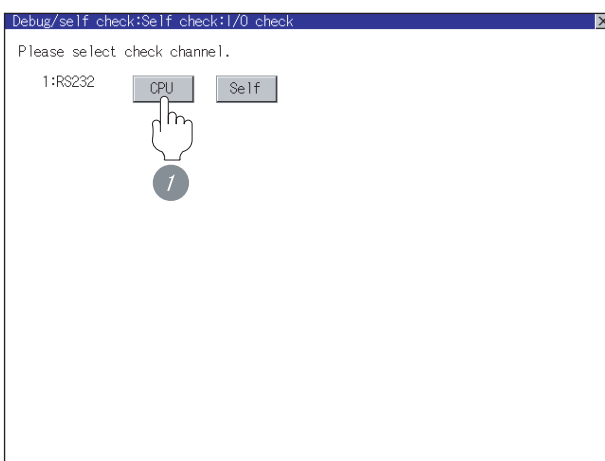 Debug/self check:Self check:I/O check
Please select check channel.
1:RS232 CPU Self
1